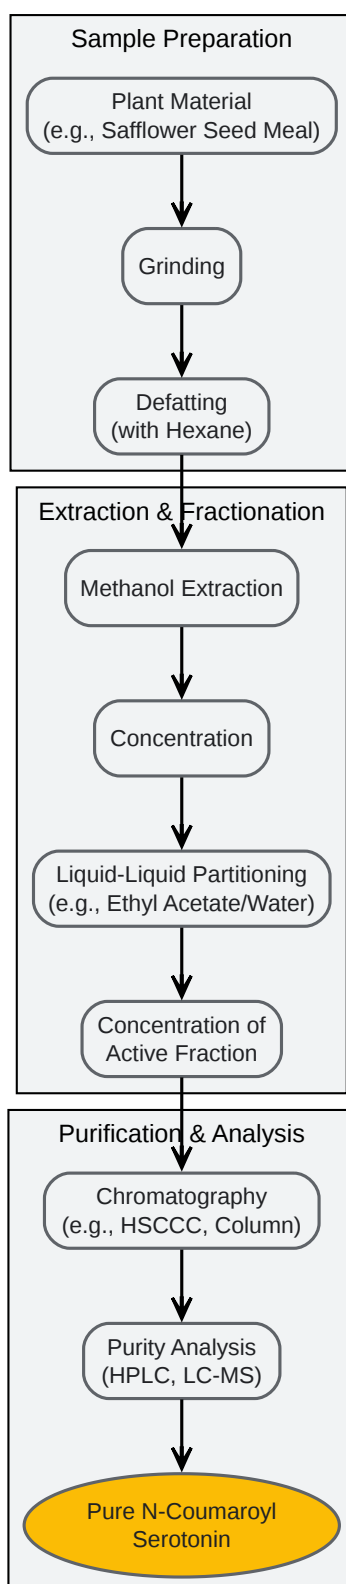 Sample Preparation
Plant Material
(e.g., Safflower Seed Meal)
Grinding
Defatting
(with Hexane)
Extraction & Fractionation
Methanol Extraction
Concentration
Liquid-Liquid Partitioning
(e.g., Ethyl Acetate/Water)
Concentration of
Active Fraction
Purification & Analysis
Chromatography
(e.g., HSCCC, Column)
Purity Analysis
(HPLC, LC-MS)
Pure N-Coumaroyl
Serotonin